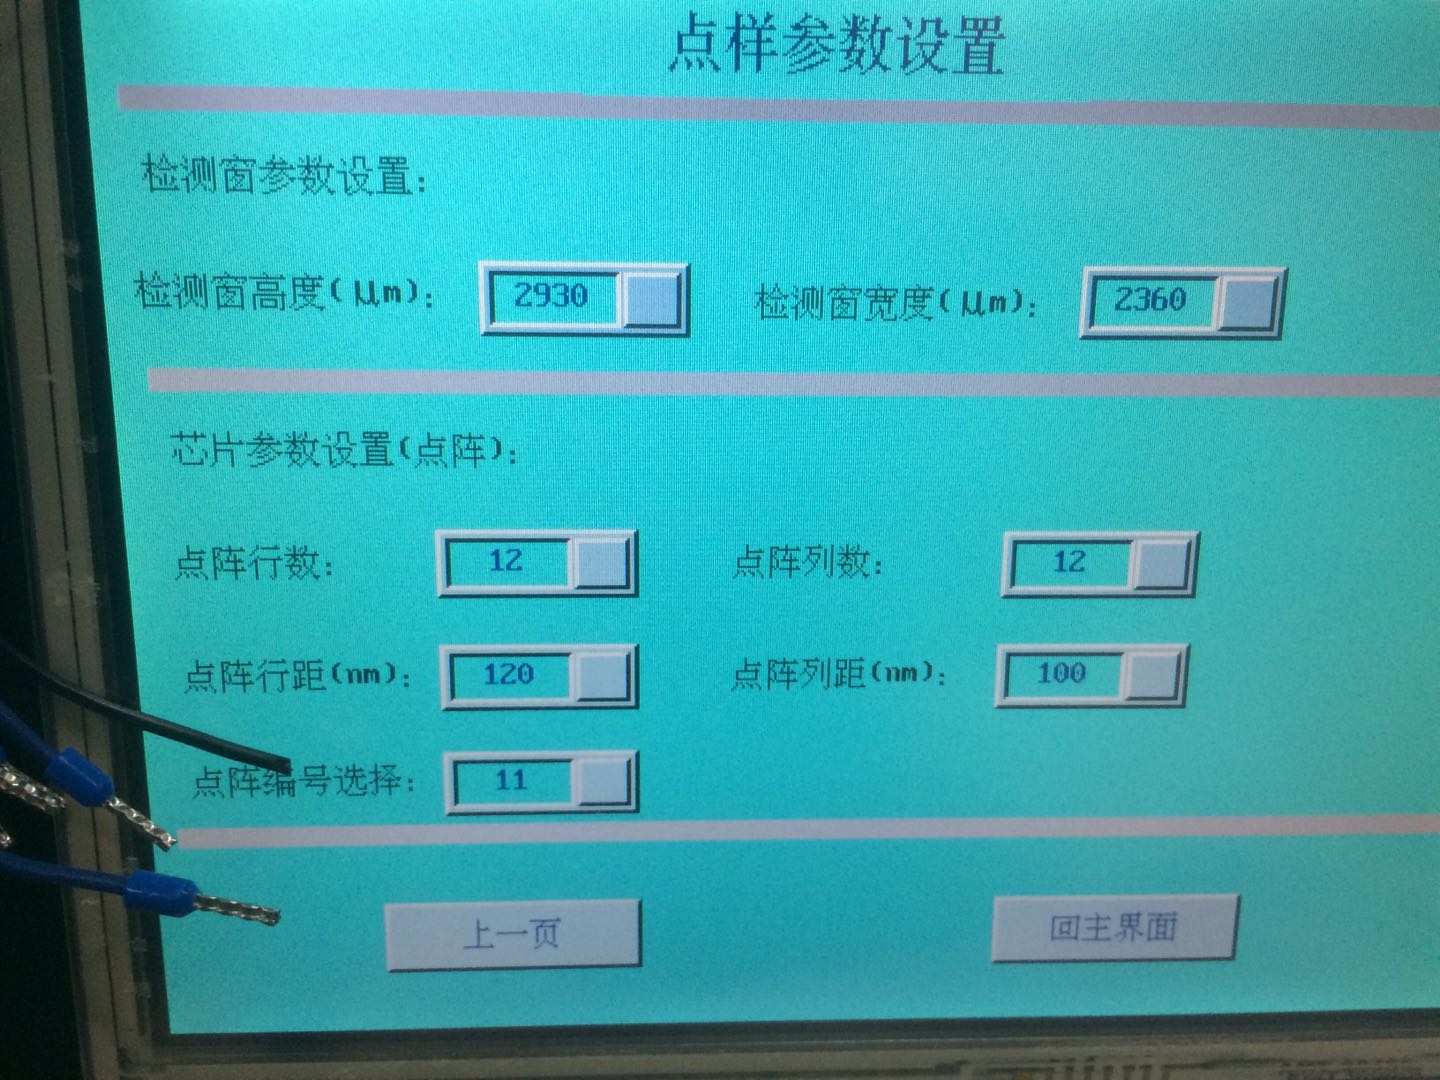 点样参数设置
检测窗参数设置:
检测窗高度(μm): 2930 检测窗宽度(μm): 2360
芯片参数设置(点阵):
点阵行数: 12 点阵列数: 12
点阵行距(nm): 120 点阵列距(nm): 100
点阵编号选择: 11
上一页 回主界面